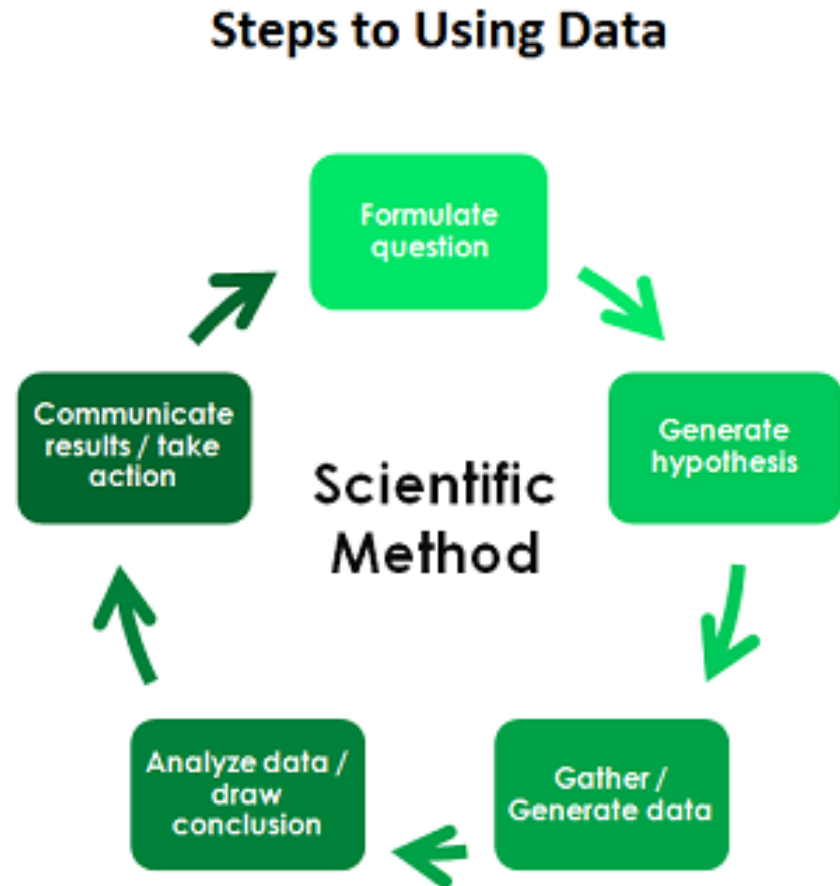 Steps to Using Data
Formulate
question
Generate
hypothesis
Gather /
Generate data
Analyze data /
draw
conclusion
Communicate
results / take
action
Scientific
Method